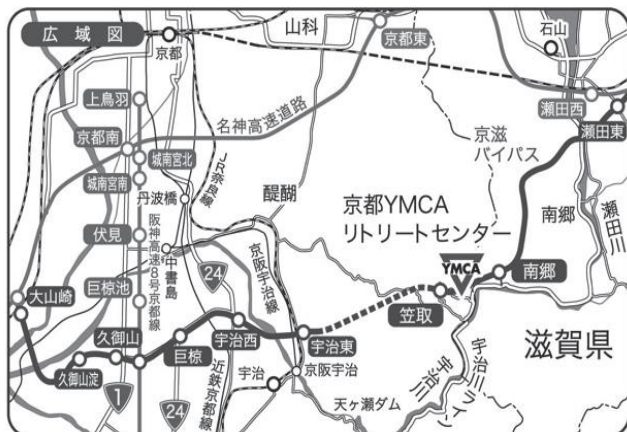 広域図
山科
石山
京都
京都東
上鳥羽
名神高速道路
瀬田西
京都南
瀬田東
城南宮北
JR奈良線
京滋
バイパス
城南宮南
丹波橋
醍醐
京都YMCA
リトリートセンター
南郷
瀬田川
伏見
阪神高速8号京都線
中書島
24
京阪宇治線
YMCA
南郷
大山崎
巨椋池
笠取
久御山
巨椋
宇治西
宇治東
滋賀県
久御山淀
1
24
近鉄京都線
宇治
京阪宇治
宇治川
宇治川ライン
天ヶ瀬ダム